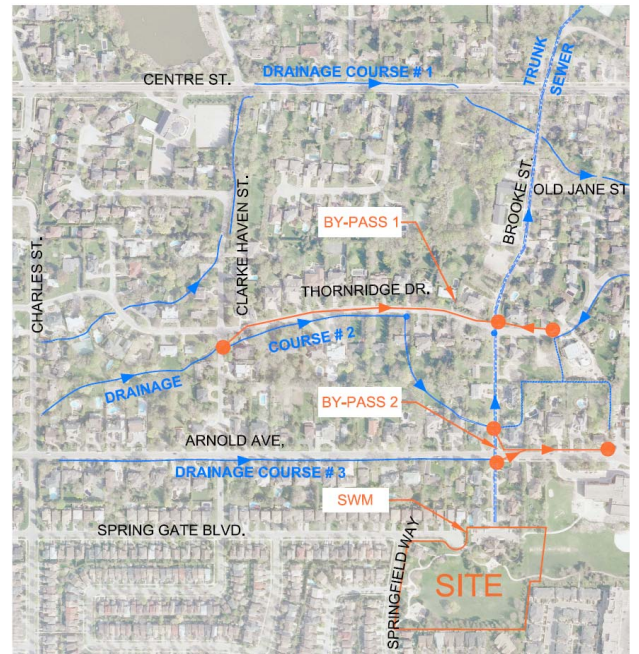 CENTRE ST.
DRAINAGE COURSE # 1
TRUNK
SEWER
OLD JANE ST
BROOKE ST.
CLARKE HAVEN ST.
BY-PASS 1
CHARLES ST.
THORNRIDGE DR.
DRAINAGE
COURSE # 2
BY-PASS 2
ARNOLD AVE,
DRAINAGE COURSE # 3
SWM
SPRING GATE BLVD.
SPRINGFIELD WAY
SITE